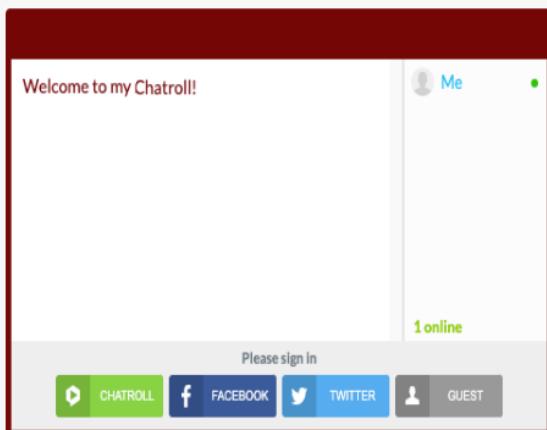 Welcome to my Chatroll!
Me
1 online
Please sign in
CHATROLL
FACEBOOK
TWITTER
GUEST